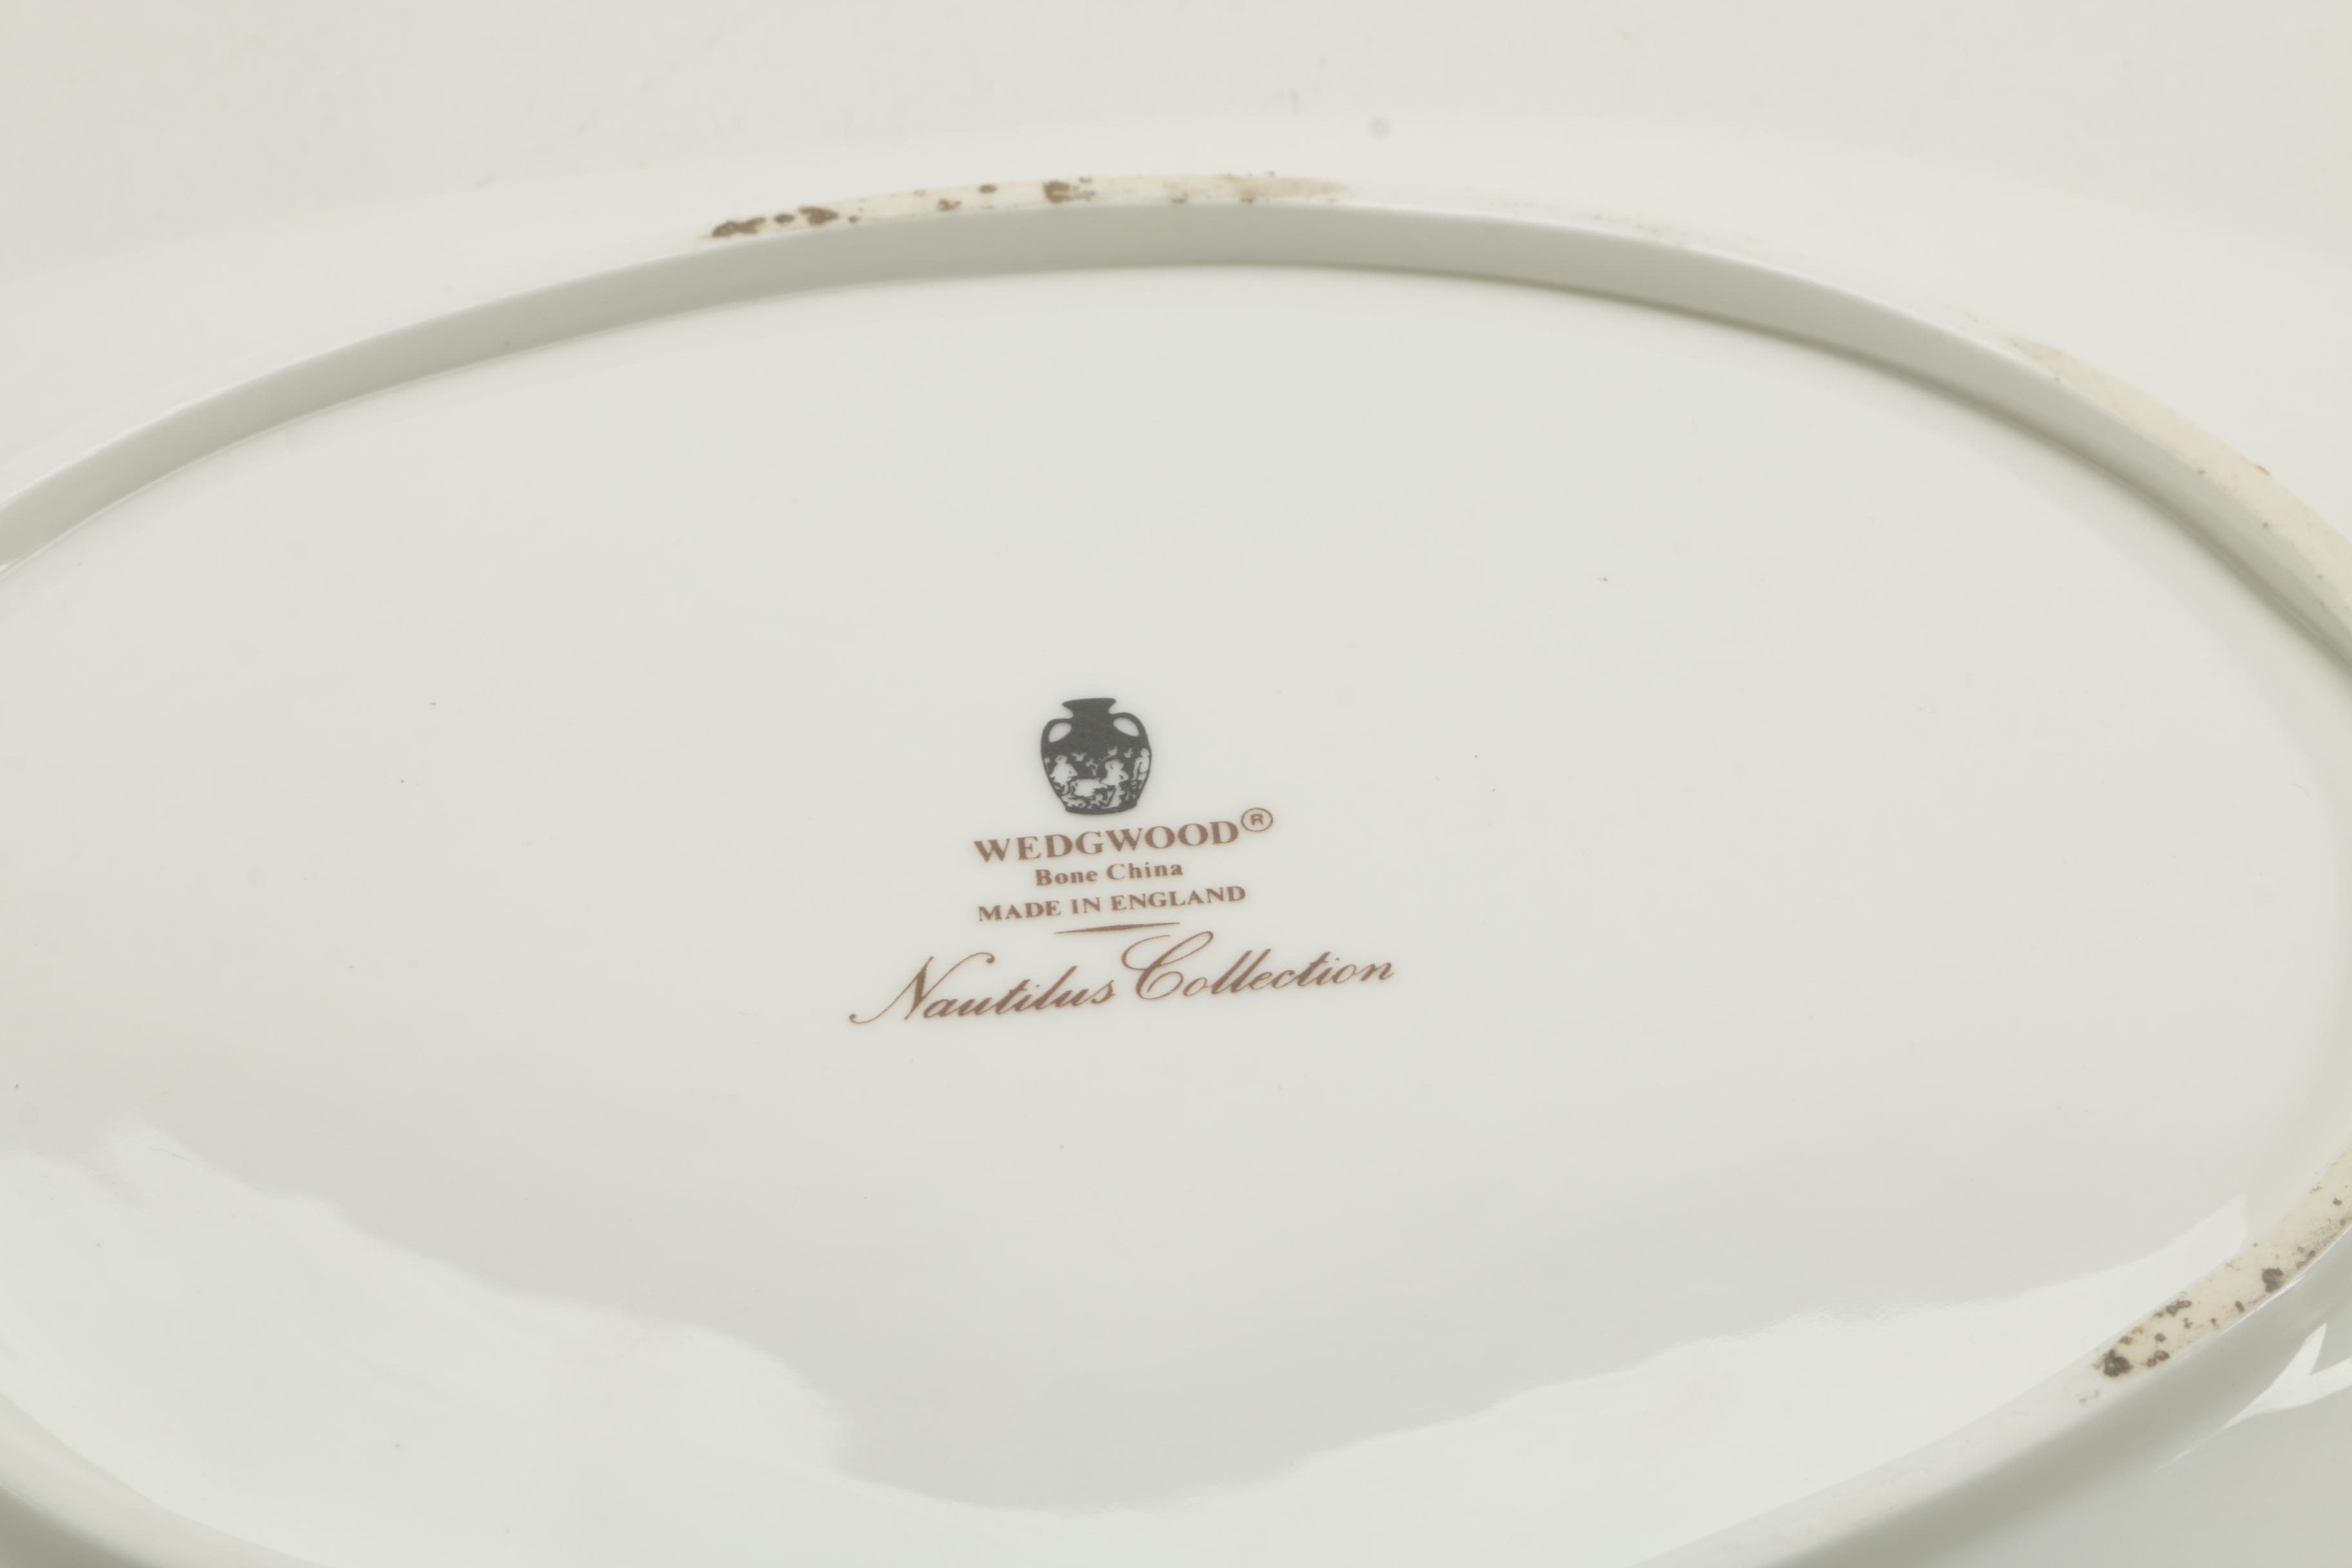 WEDGWOOD®
Bone China
MADE IN ENGLAND
Nautilus Collection